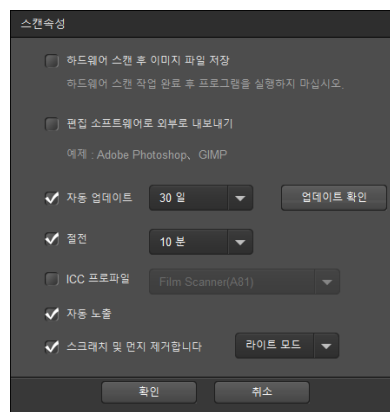 스캔속성
하드웨어 스캔 후 이미지 파일 저장
하드웨어 스캔 작업 완료 후 프로그램을 실행하지 마십시오.
편집 소프트웨어로 외부로 내보내기
예제 : Adobe Photoshop、GIMP
자동 업데이트 30 일 업데이트 확인
절전 10 분
ICC 프로파일 Film Scanner(A81)
자동 노출
스크래치 및 먼지 제거합니다 라이트 모드
확인 취소